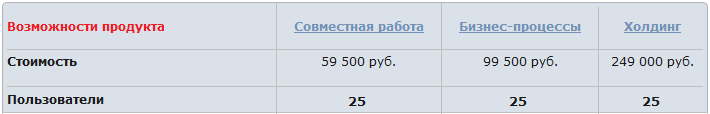 Возможности продукта Совместная работа Бизнес-процессы Холдинг
Стоимость 59 500 руб. 99 500 руб. 249 000 руб.
Пользователи 25 25 25